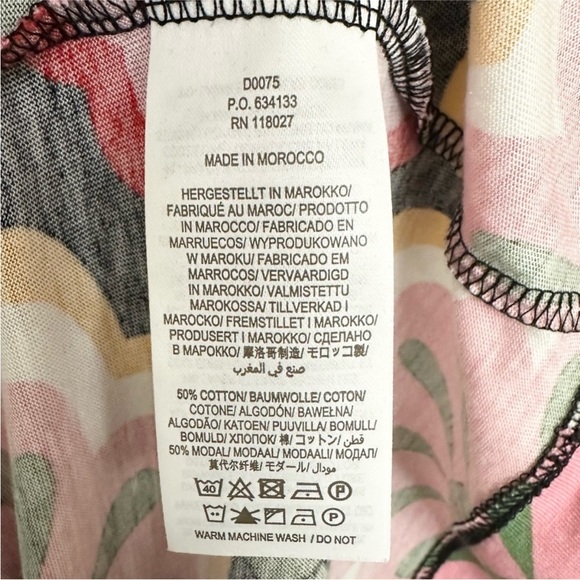 D0075
P.O. 634133
RN 118027
MADE IN MOROCCO
HERGESTELLT IN MAROKKO/
FABRIQUÉ AU MAROC/ PRODOTTO
IN MAROCCO/ FABRICADO EN
MARRUECOS/ WYPRODUKOWANO
W MAROKU/ FABRICADO EM
MARROCOS/ VERVAARDIGD
IN MAROKKO/ VALMISTETTU
MAROKOSSA/ TILLVERKAD I
MAROCKO/ FREMSTILLET I MAROKKO/
PRODUSERT I MAROKKO/ СДЕЛАНО
В МАРОККО/ 摩洛哥制造/ モロッコ製/
صنع في المغرب
50% COTTON/ BAUMWOLLE/ COTON/
COTONE/ ALGODÓN/ BAWEŁNA/
ALGODÃO/ KATOEN/ PUUVILLA/ BOMULL/
BOMULD/ ХЛОПОК/ 棉/ コットン/ قطن
50% MODAL/ MODAAL/ MODAALI/ МОДАЛ/
莫代尔纤维/ モダール/ مودال
40
WARM MACHINE WASH / DO NOT